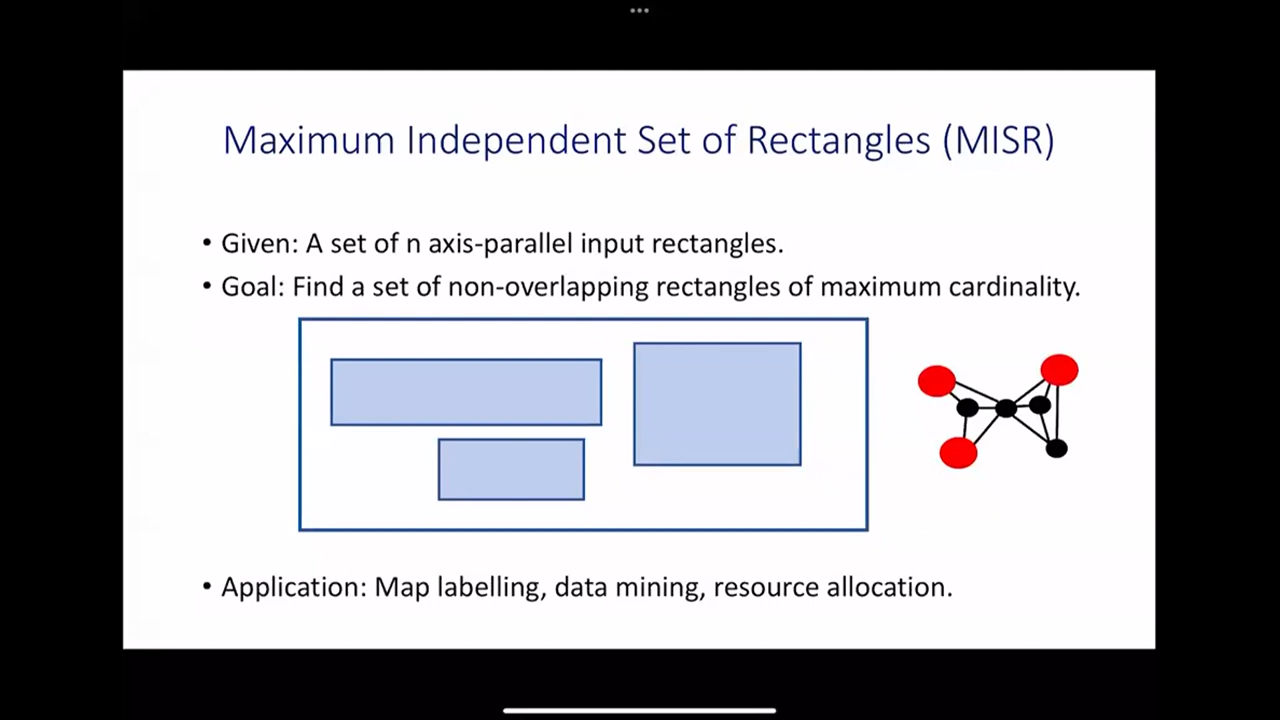 Maximum Independent Set of Rectangles (MISR)
• Given: A set of n axis-parallel input rectangles.
• Goal: Find a set of non-overlapping rectangles of maximum cardinality.
• Application: Map labelling, data mining, resource allocation.